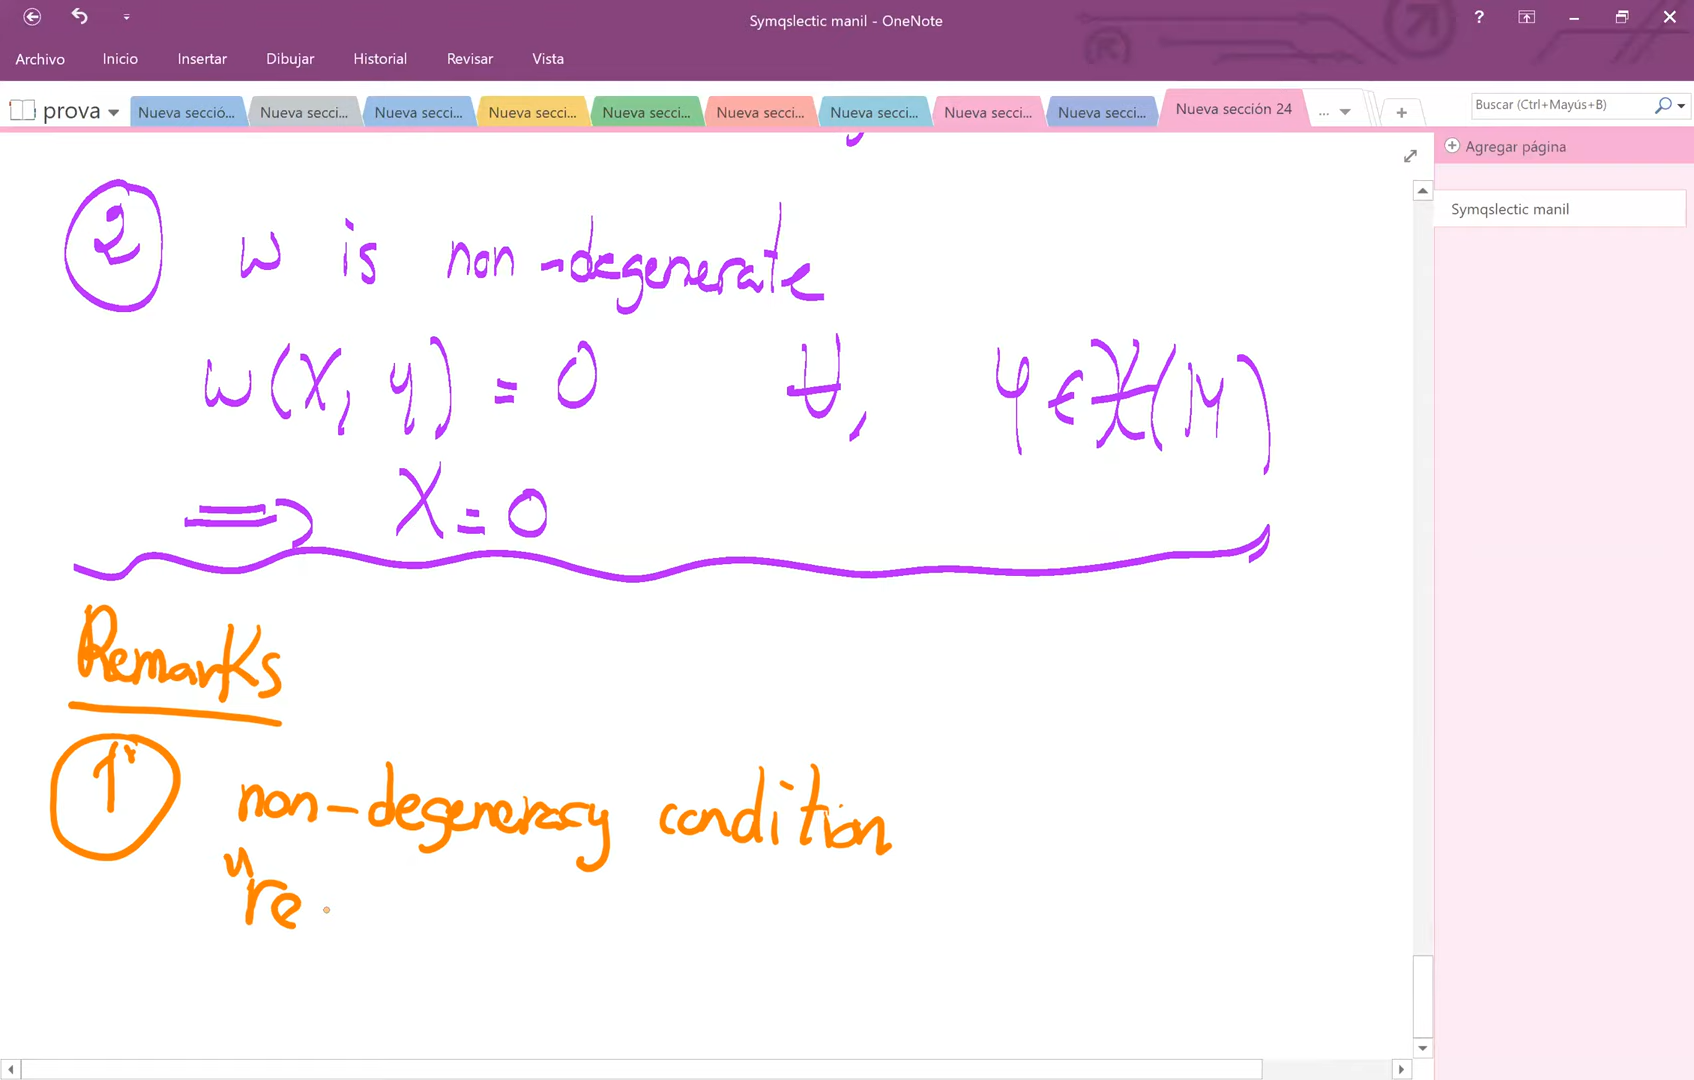 Symqslectic manil - OneNote
?
Archivo Inicio Insertar Dibujar Historial Revisar Vista
prova Nueva secció... Nueva secci... Nueva secci... Nueva secci... Nueva secci... Nueva secci... Nueva secci... Nueva secci... Nueva secci... Nueva sección 24 ... + Buscar (Ctrl+Mayús+B)
Agregar página
Symqslectic manil
② ω is non-degenerate
ω(X, Y) = 0 ∀, Y ∈ 𝔛(M)
⟹ X = 0
Remarks
① non-degeneracy condition
"re